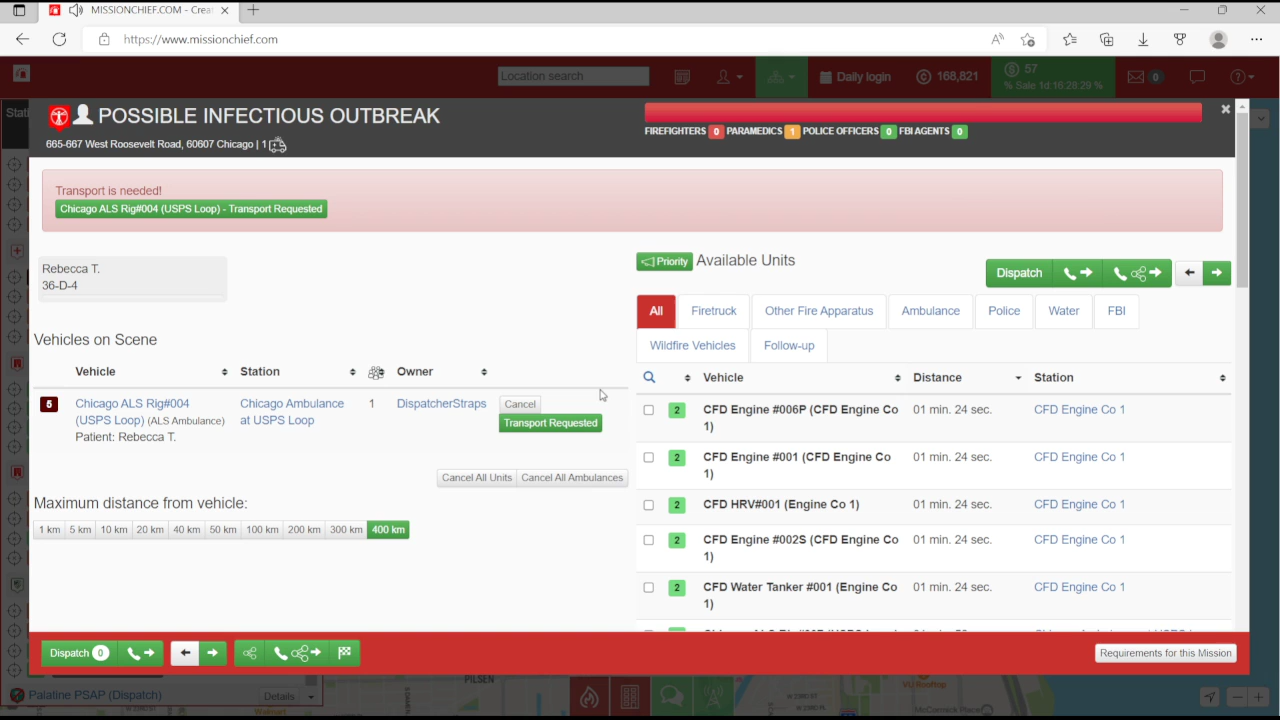 MISSIONCHIEF.COM - Crea
https://www.missionchief.com
Location search
Daily login
168,821
57
% Sale 1d 16:28:29 %
0
Stati
POSSIBLE INFECTIOUS OUTBREAK
665-667 West Roosevelt Road, 60607 Chicago | 1
FIREFIGHTERS 0 PARAMEDICS 1 POLICE OFFICERS 0 FBI AGENTS 0
Transport is needed!
Chicago ALS Rig#004 (USPS Loop) - Transport Requested
Rebecca T.
36-D-4
Vehicles on Scene
Vehicle Station Owner
5 Chicago ALS Rig#004 Chicago Ambulance 1 DispatcherStraps Cancel
(USPS Loop) (ALS Ambulance) at USPS Loop Transport Requested
Patient: Rebecca T.
Cancel All Units Cancel All Ambulances
Maximum distance from vehicle:
1 km 5 km 10 km 20 km 40 km 50 km 100 km 200 km 300 km 400 km
Priority Available Units
Dispatch
All Firetruck Other Fire Apparatus Ambulance Police Water FBI
Wildfire Vehicles Follow-up
Vehicle Distance Station
2 CFD Engine #006P (CFD Engine Co 01 min. 24 sec. CFD Engine Co 1
1)
2 CFD Engine #001 (CFD Engine Co 01 min. 24 sec. CFD Engine Co 1
1)
2 CFD HRV#001 (Engine Co 1) 01 min. 24 sec. CFD Engine Co 1
2 CFD Engine #002S (CFD Engine Co 01 min. 24 sec. CFD Engine Co 1
1)
2 CFD Water Tanker #001 (Engine Co 01 min. 24 sec. CFD Engine Co 1
1)
Dispatch 0
Requirements for this Mission
Palatine PSAP (Dispatch) Details
PILSEN
Walmart
VU Rooftop
McCormick Place